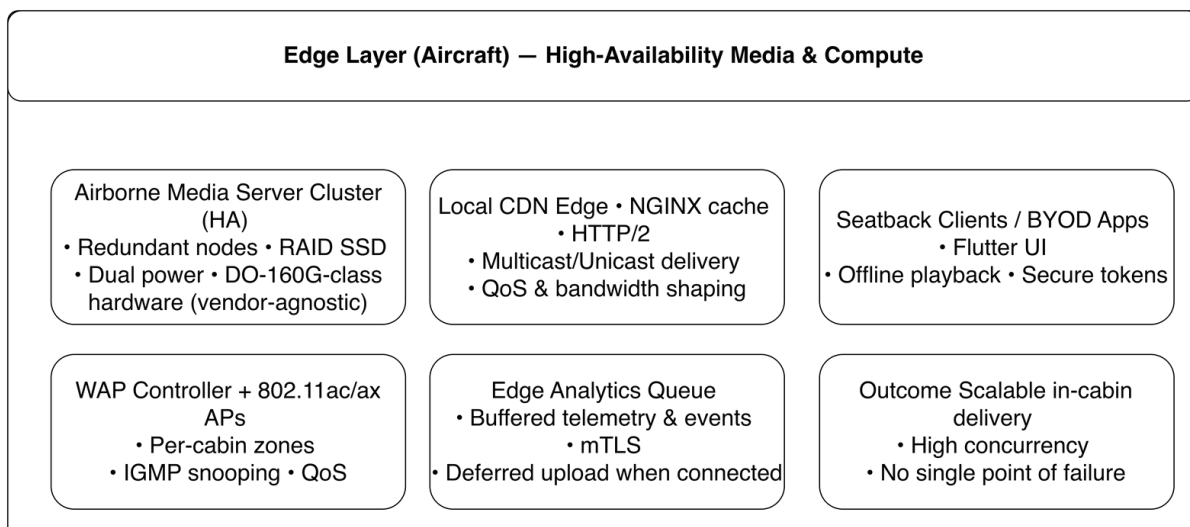 Edge Layer (Aircraft) — High-Availability Media & Compute
Airborne Media Server Cluster
(HA)
• Redundant nodes • RAID SSD
• Dual power • DO-160G-class
hardware (vendor-agnostic)
Local CDN Edge • NGINX cache
• HTTP/2
• Multicast/Unicast delivery
• QoS & bandwidth shaping
Seatback Clients / BYOD Apps
• Flutter UI
• Offline playback • Secure tokens
WAP Controller + 802.11ac/ax
APs
• Per-cabin zones
• IGMP snooping • QoS
Edge Analytics Queue
• Buffered telemetry & events
• mTLS
• Deferred upload when connected
Outcome Scalable in-cabin
delivery
• High concurrency
• No single point of failure